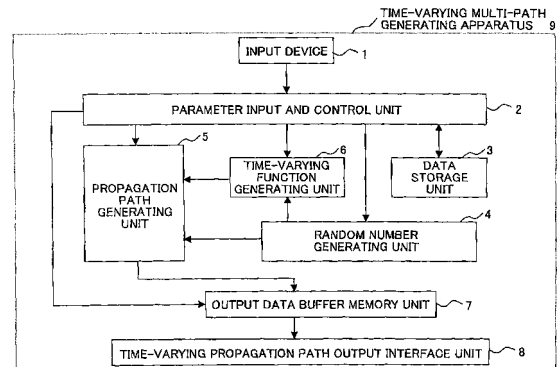 TIME-VARYING MULTI-PATH
GENERATING APPARATUS 9
INPUT DEVICE
1
PARAMETER INPUT AND CONTROL UNIT
2
5
6
3
PROPAGATION
PATH
GENERATING
UNIT
TIME-VARYING
FUNCTION
GENERATING UNIT
DATA
STORAGE
UNIT
4
RANDOM NUMBER
GENERATING UNIT
OUTPUT DATA BUFFER MEMORY UNIT
7
TIME-VARYING PROPAGATION PATH OUTPUT INTERFACE UNIT
8